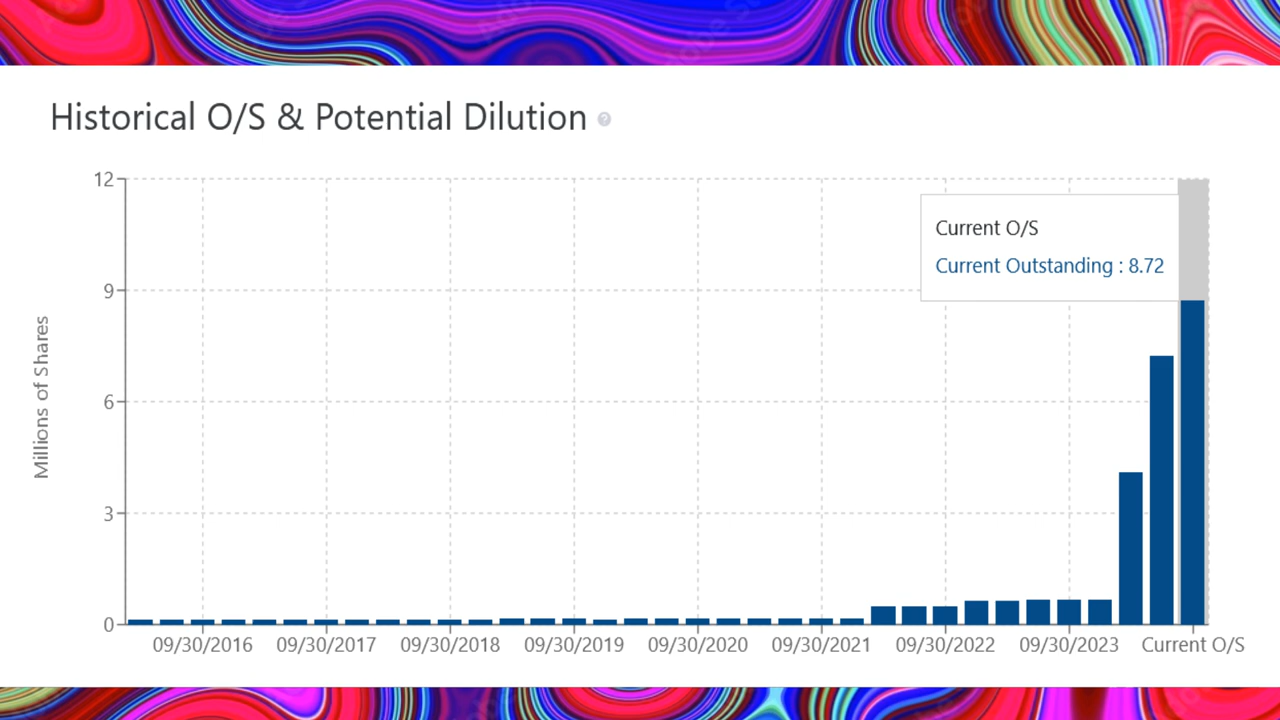 Historical O/S & Potential Dilution ?
12
Current O/S
Current Outstanding : 8.72
9
6
3
0
Millions of Shares
09/30/2016 09/30/2017 09/30/2018 09/30/2019 09/30/2020 09/30/2021 09/30/2022 09/30/2023 Current O/S